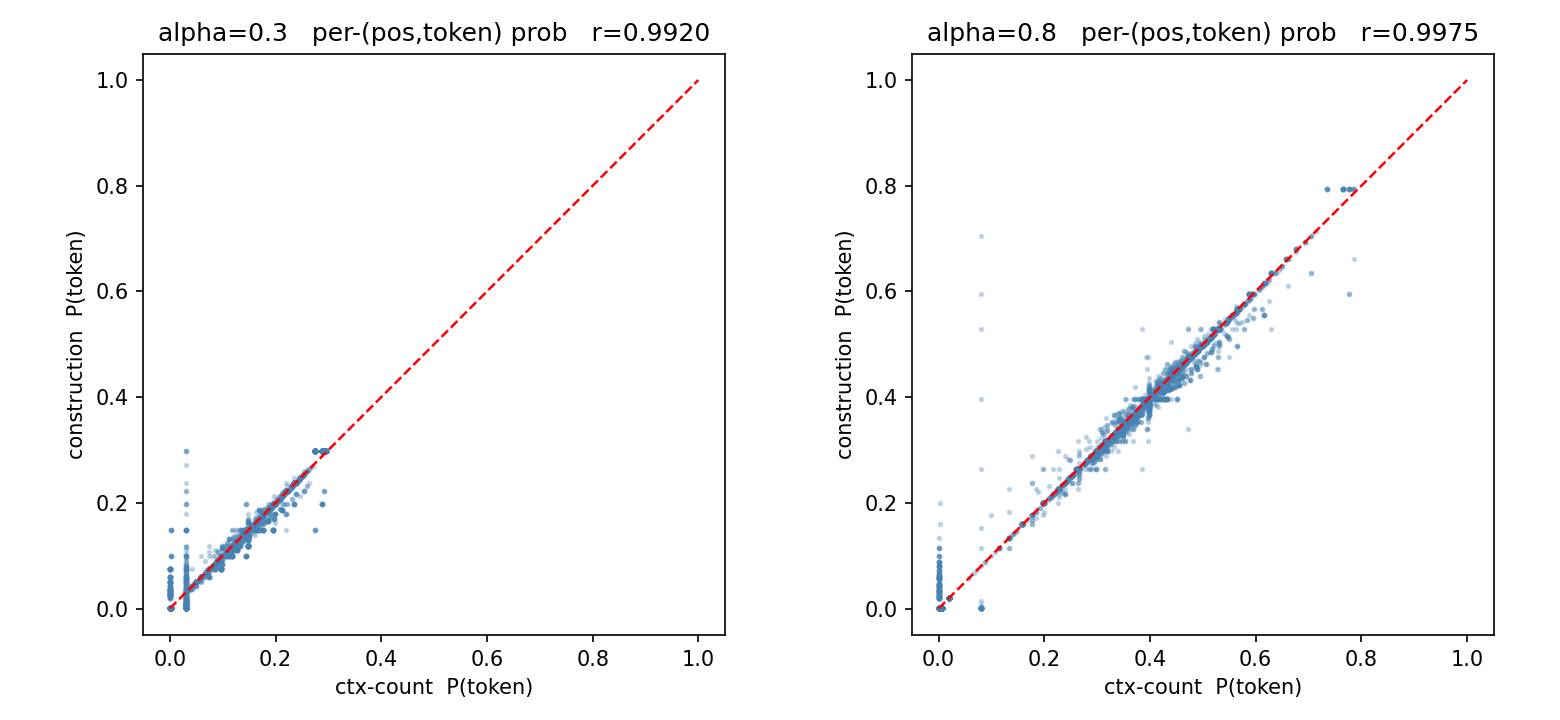 alpha=0.3   per-(pos,token) prob   r=0.9920
construction  P(token)
1.0
0.8
0.6
0.4
0.2
0.0
0.0 0.2 0.4 0.6 0.8 1.0
ctx-count  P(token)
alpha=0.8   per-(pos,token) prob   r=0.9975
construction  P(token)
1.0
0.8
0.6
0.4
0.2
0.0
0.0 0.2 0.4 0.6 0.8 1.0
ctx-count  P(token)